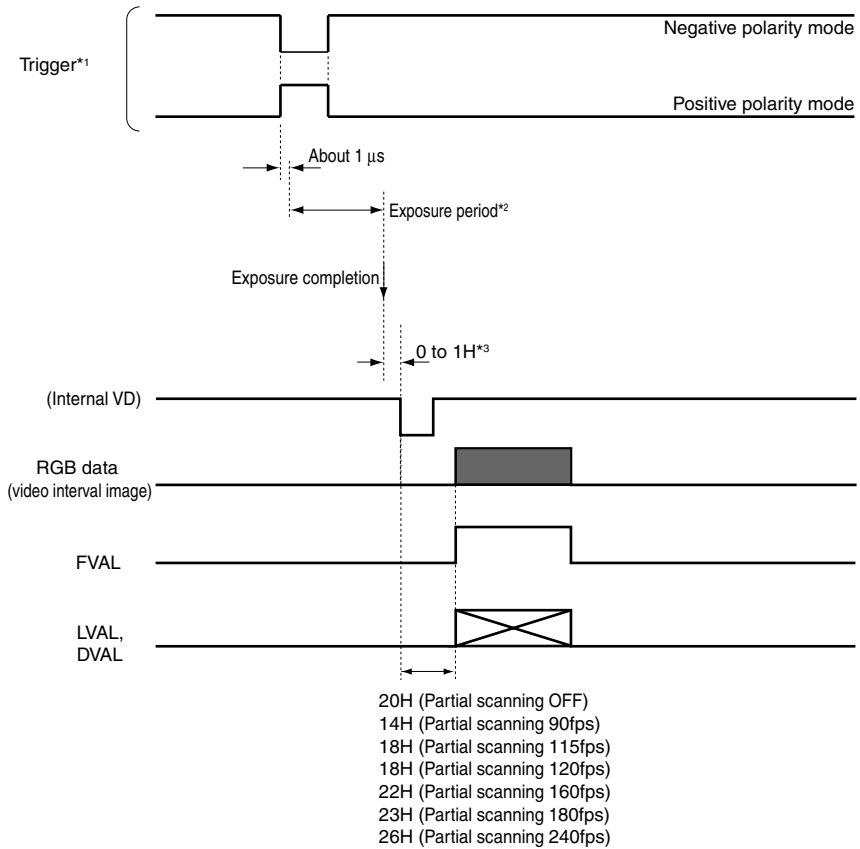 Negative polarity mode
Trigger*1
Positive polarity mode
About 1 μs
Exposure period*2
Exposure completion
0 to 1H*3
(Internal VD)
RGB data
(video interval image)
FVAL
LVAL,
DVAL
20H (Partial scanning OFF)
14H (Partial scanning 90fps)
18H (Partial scanning 115fps)
18H (Partial scanning 120fps)
22H (Partial scanning 160fps)
23H (Partial scanning 180fps)
26H (Partial scanning 240fps)